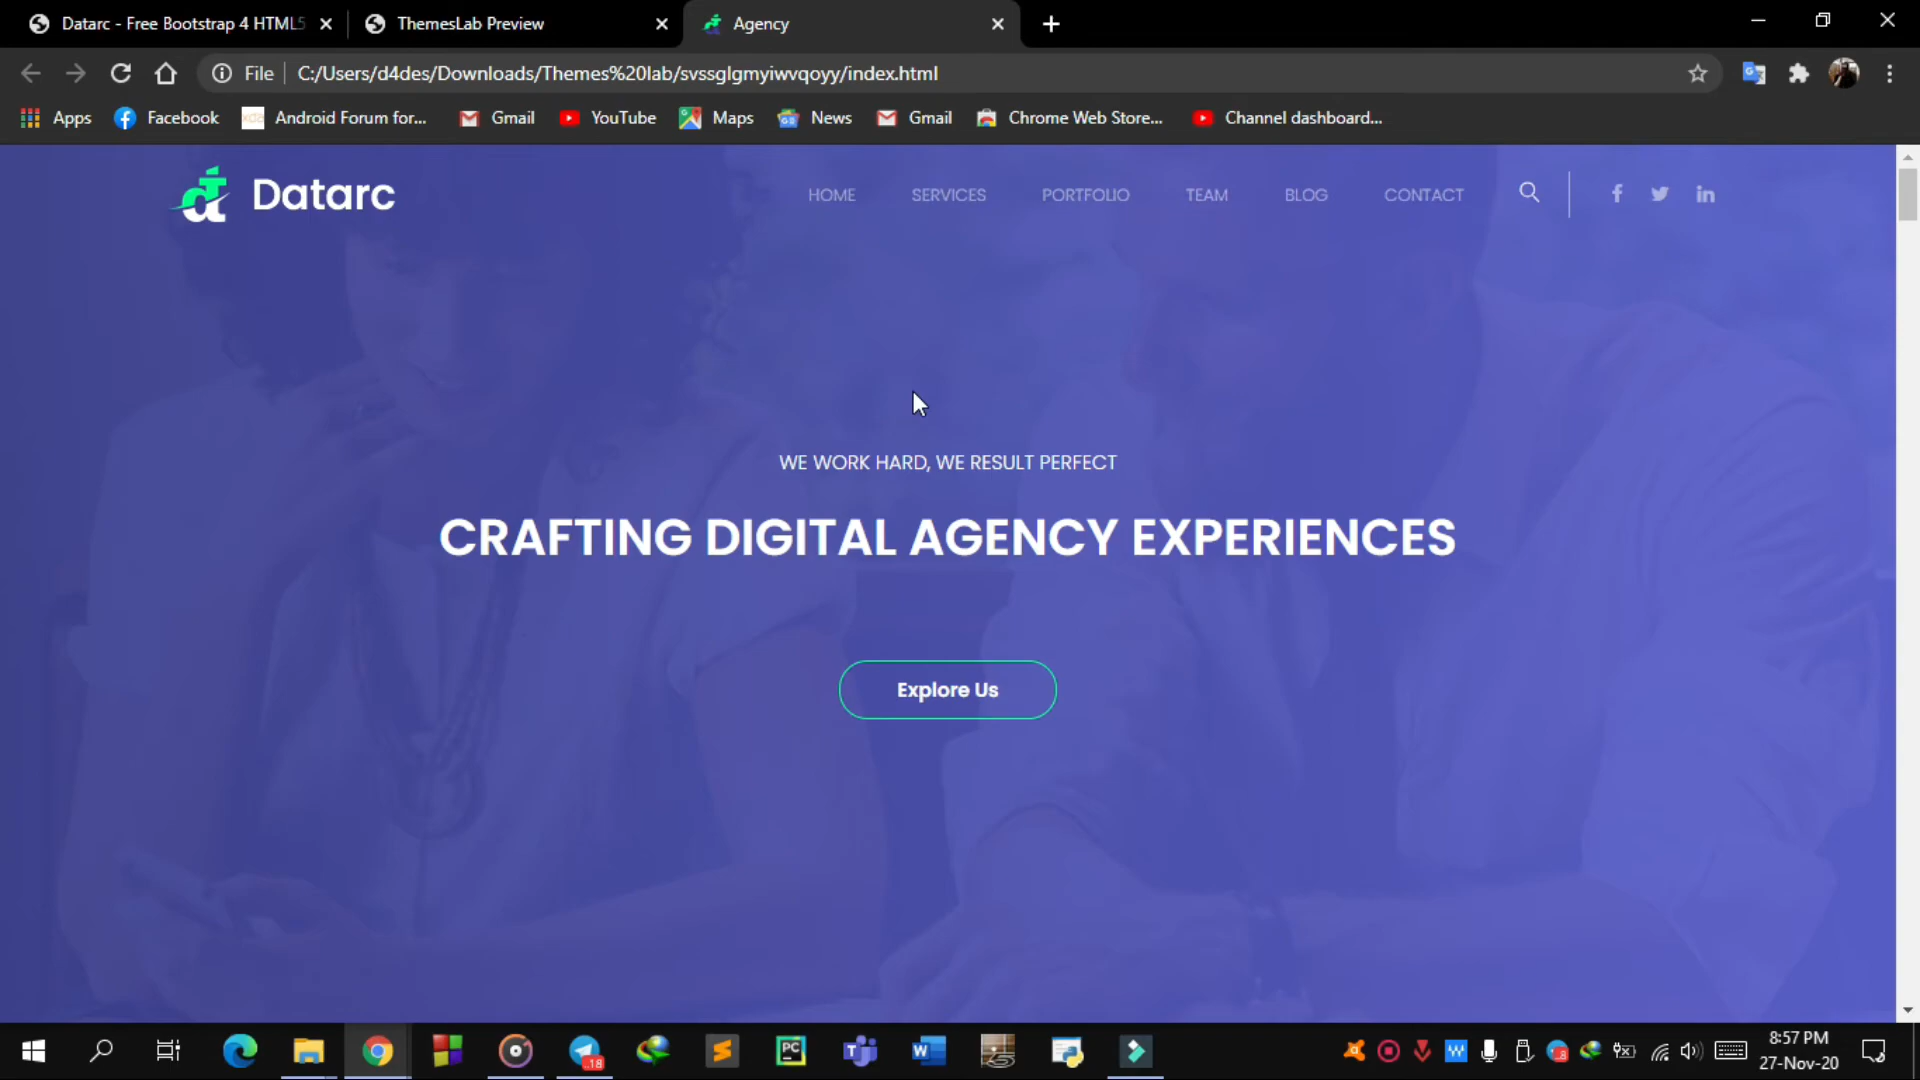 Datarc - Free Bootstrap 4 HTML5
ThemesLab Preview
Agency
File
C:/Users/d4des/Downloads/Themes%20lab/svssglgmyiwvqoyy/index.html
Apps
Facebook
Android Forum for...
Gmail
YouTube
Maps
News
Gmail
Chrome Web Store...
Channel dashboard...
Datarc
HOME
SERVICES
PORTFOLIO
TEAM
BLOG
CONTACT
WE WORK HARD, WE RESULT PERFECT
CRAFTING DIGITAL AGENCY EXPERIENCES
Explore Us
8:57 PM
27-Nov-20